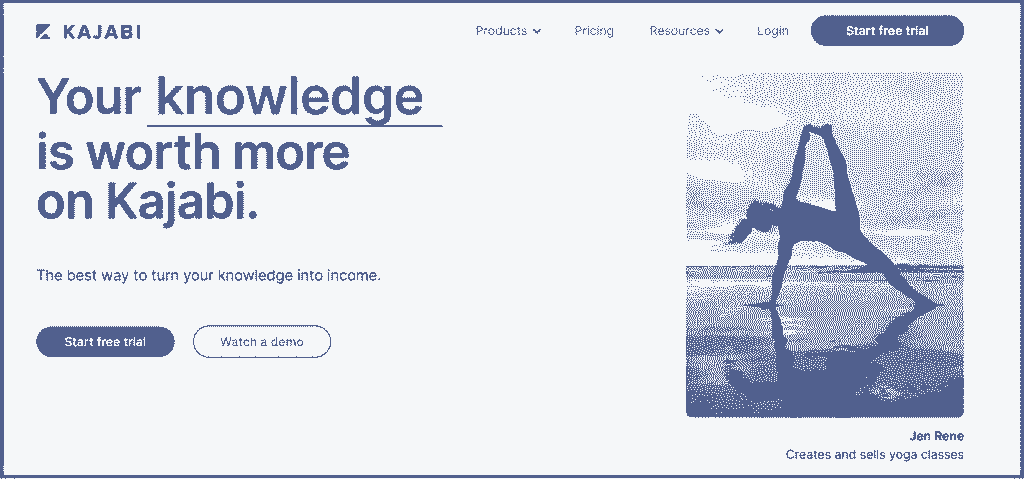 KAJABI
Products Pricing Resources Login Start free trial
Your knowledge
is worth more
on Kajabi.
The best way to turn your knowledge into income.
Start free trial Watch a demo
Jen Rene
Creates and sells yoga classes